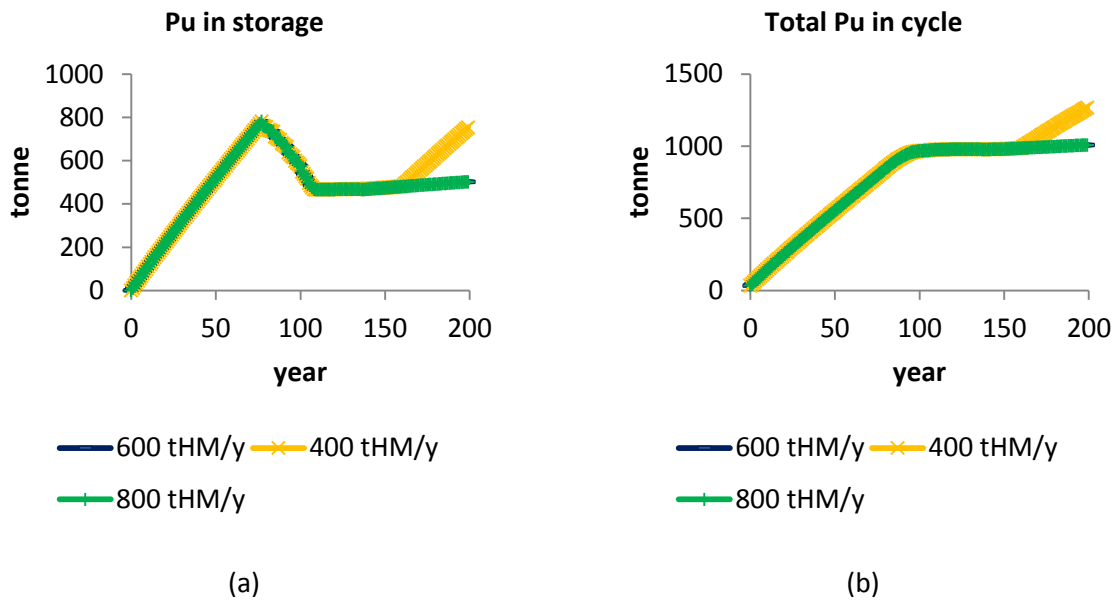 Pu in storage
1000
800
600
400
200
0
tonne
0 50 100 150 200
year
600 tHM/y 400 tHM/y
800 tHM/y
(a)
Total Pu in cycle
1500
1000
500
0
tonne
0 50 100 150 200
year
600 tHM/y 400 tHM/y
800 tHM/y
(b)